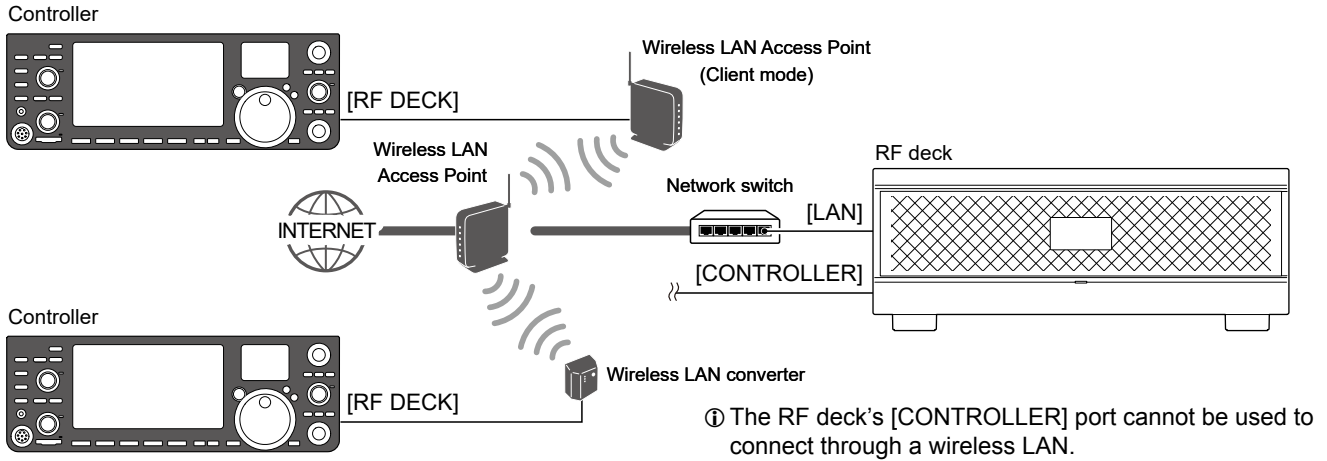 Controller
[RF DECK]
Wireless LAN Access Point
(Client mode)
Wireless LAN
Access Point
INTERNET
Network switch
[LAN]
RF deck
[CONTROLLER]
Controller
[RF DECK]
Wireless LAN converter
ⓘ The RF deck’s [CONTROLLER] port cannot be used to
connect through a wireless LAN.